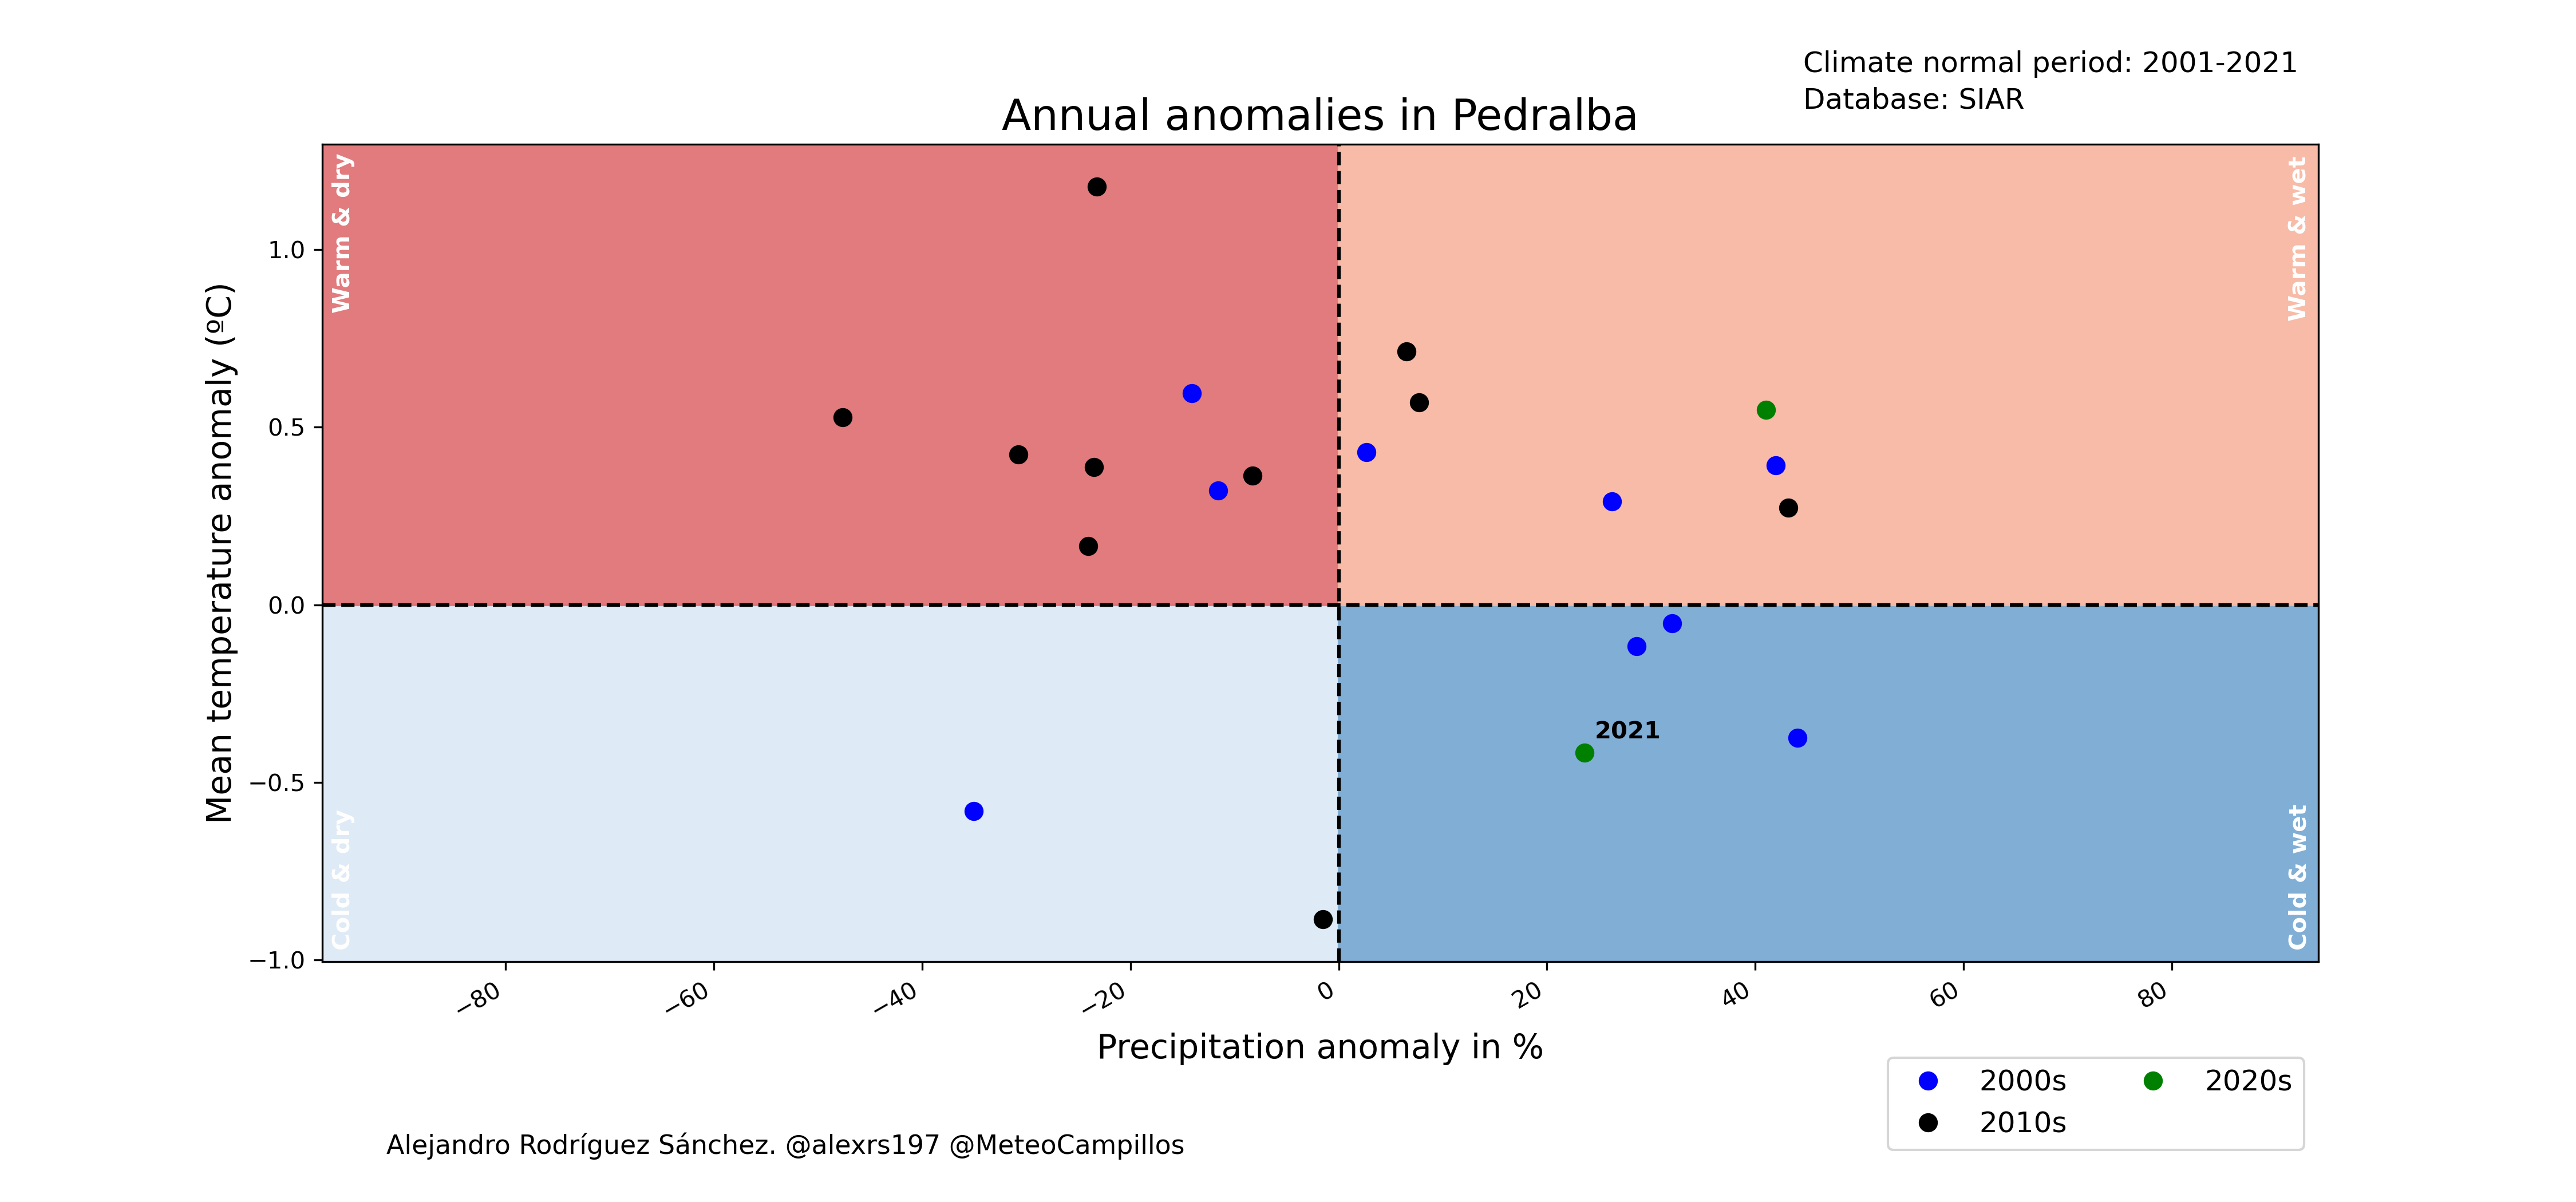 Climate normal period: 2001-2021
Database: SIAR
Annual anomalies in Pedralba
Warm & dry
Warm & wet
Mean temperature anomaly (ºC)
1.0
0.5
0.0
−0.5
−1.0
2021
Cold & dry
Cold & wet
−80
−60
−40
−20
0
20
40
60
80
Precipitation anomaly in %
2000s
2020s
2010s
Alejandro Rodríguez Sánchez. @alexrs197 @MeteoCampillos